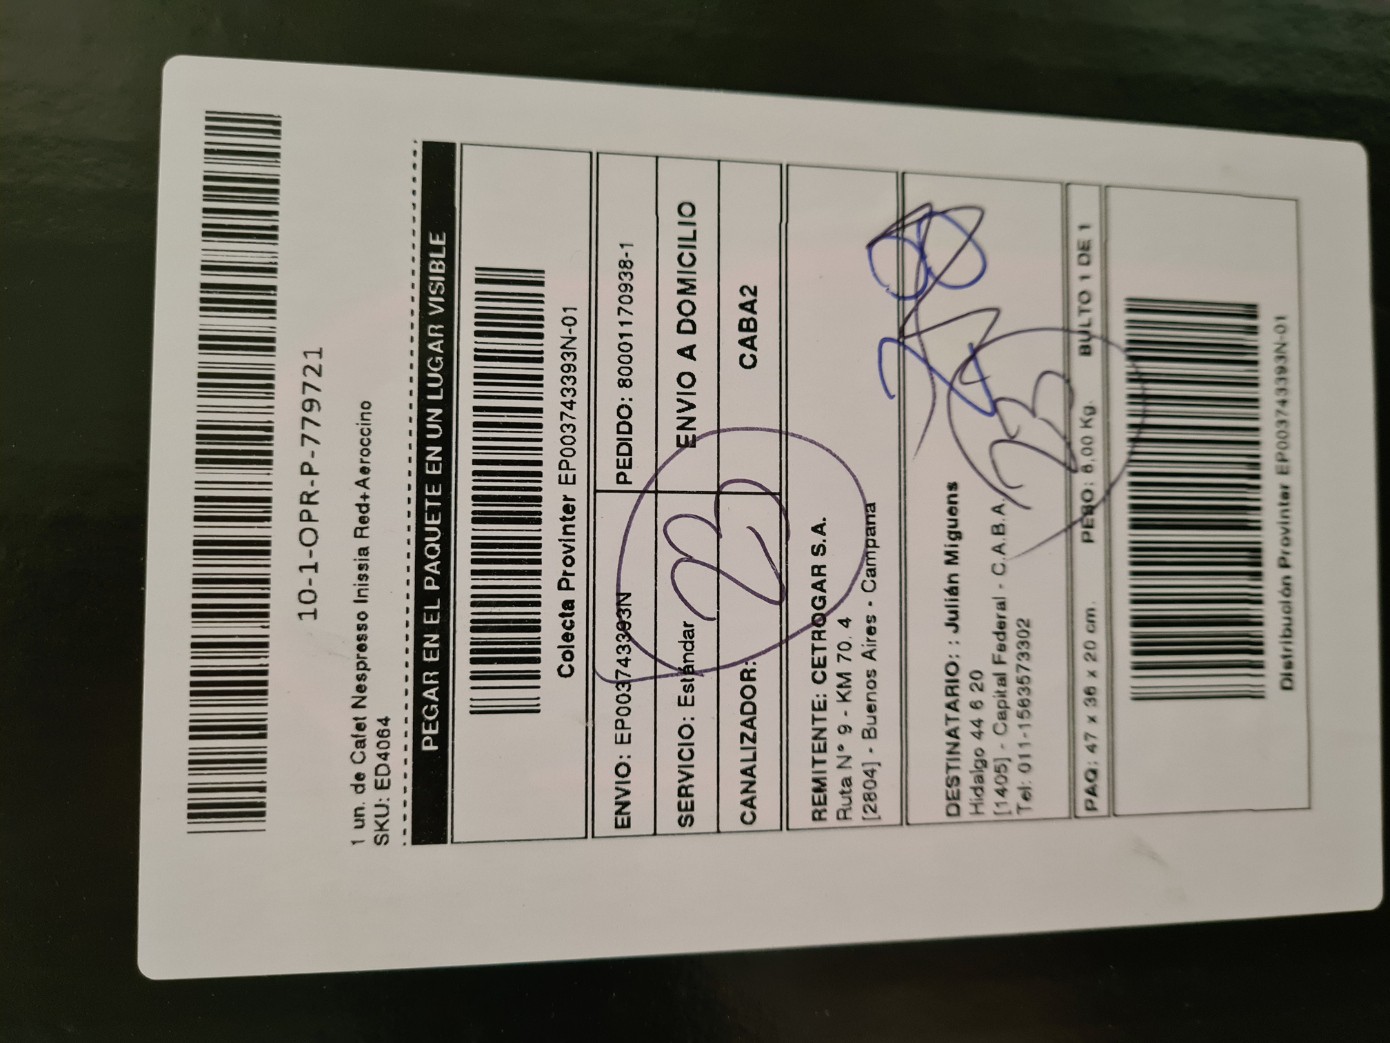 10-1-OPR-P-779721
1 un. de Cafet Nespresso Inissia Red+Aeroccino
SKU: ED4064
PEGAR EN EL PAQUETE EN UN LUGAR VISIBLE
Colecta Provinter EP003743393N-01
ENVIO: EP003743393N PEDIDO: 80001170938-1
SERVICIO: Estándar ENVIO A DOMICILIO
CANALIZADOR: CABA2
23
REMITENTE: CETROGAR S.A.
Ruta N° 9 - KM 70. 4
[2804] - Buenos Aires - Campana
DESTINATARIO: : Julián Miguens
Hidalgo 44 6 20
[1405] - Capital Federal - C.A.B.A.
Tel: 011-1563573302
23
PAQ: 47 x 36 x 20 cm. PESO: 8,00 Kg. BULTO 1 DE 1
Distribución Provinter EP003743393N-01